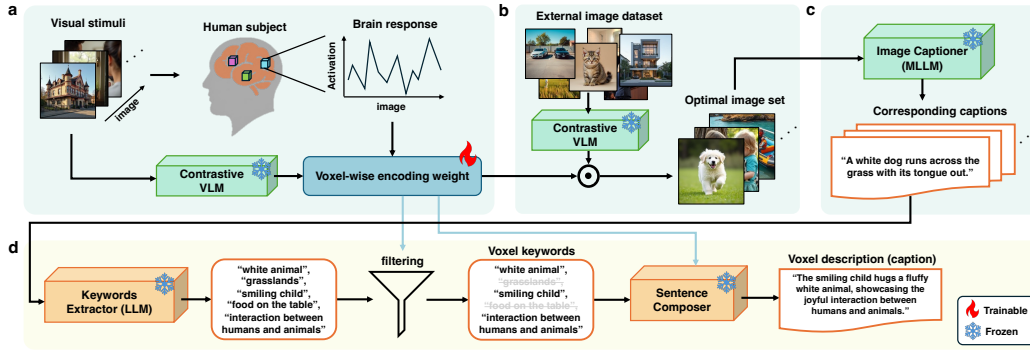 a
Visual stimuli
image
Human subject
Brain response
Activation
image
Contrastive
VLM
Voxel-wise encoding weight
b
External image dataset
Contrastive
VLM
Optimal image set
c
Image Captioner
(MLLM)
Corresponding captions
“A white dog runs across the
grass with its tongue out.”
d
Keywords
Extractor (LLM)
“white animal”,
“grasslands”,
“smiling child”,
“food on the table”,
“interaction between
humans and animals”
filtering
Voxel keywords
“white animal”,
“grasslands”,
“smiling child”,
“food on the table”,
“interaction between
humans and animals”
Sentence
Composer
Voxel description (caption)
“The smiling child hugs a fluffy
white animal, showcasing the
joyful interaction between
humans and animals.”
Trainable
Frozen